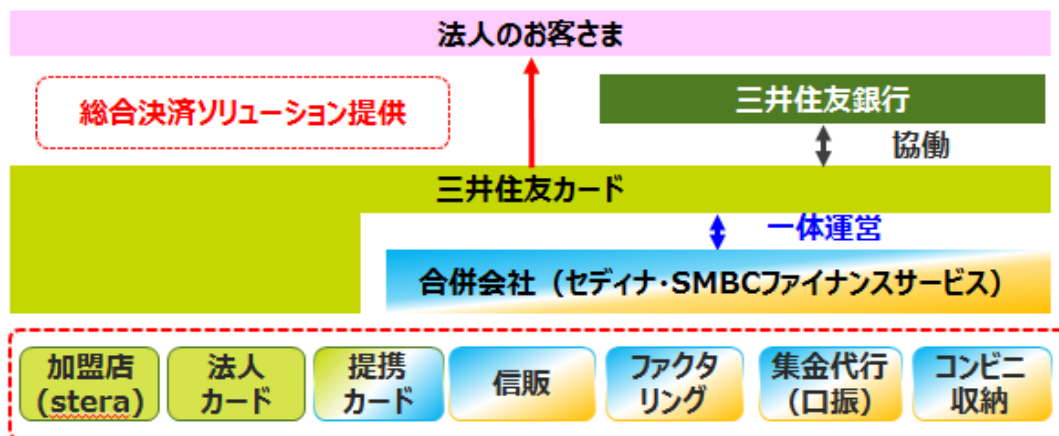 法人のお客さま
総合決済ソリューション提供
三井住友銀行
協働
三井住友カード
一体運営
合併会社（セディナ・SMBCファイナンスサービス）
加盟店
(stera)
法人
カード
提携
カード
信販
ファクタ
リング
集金代行
(口振)
コンビニ
収納